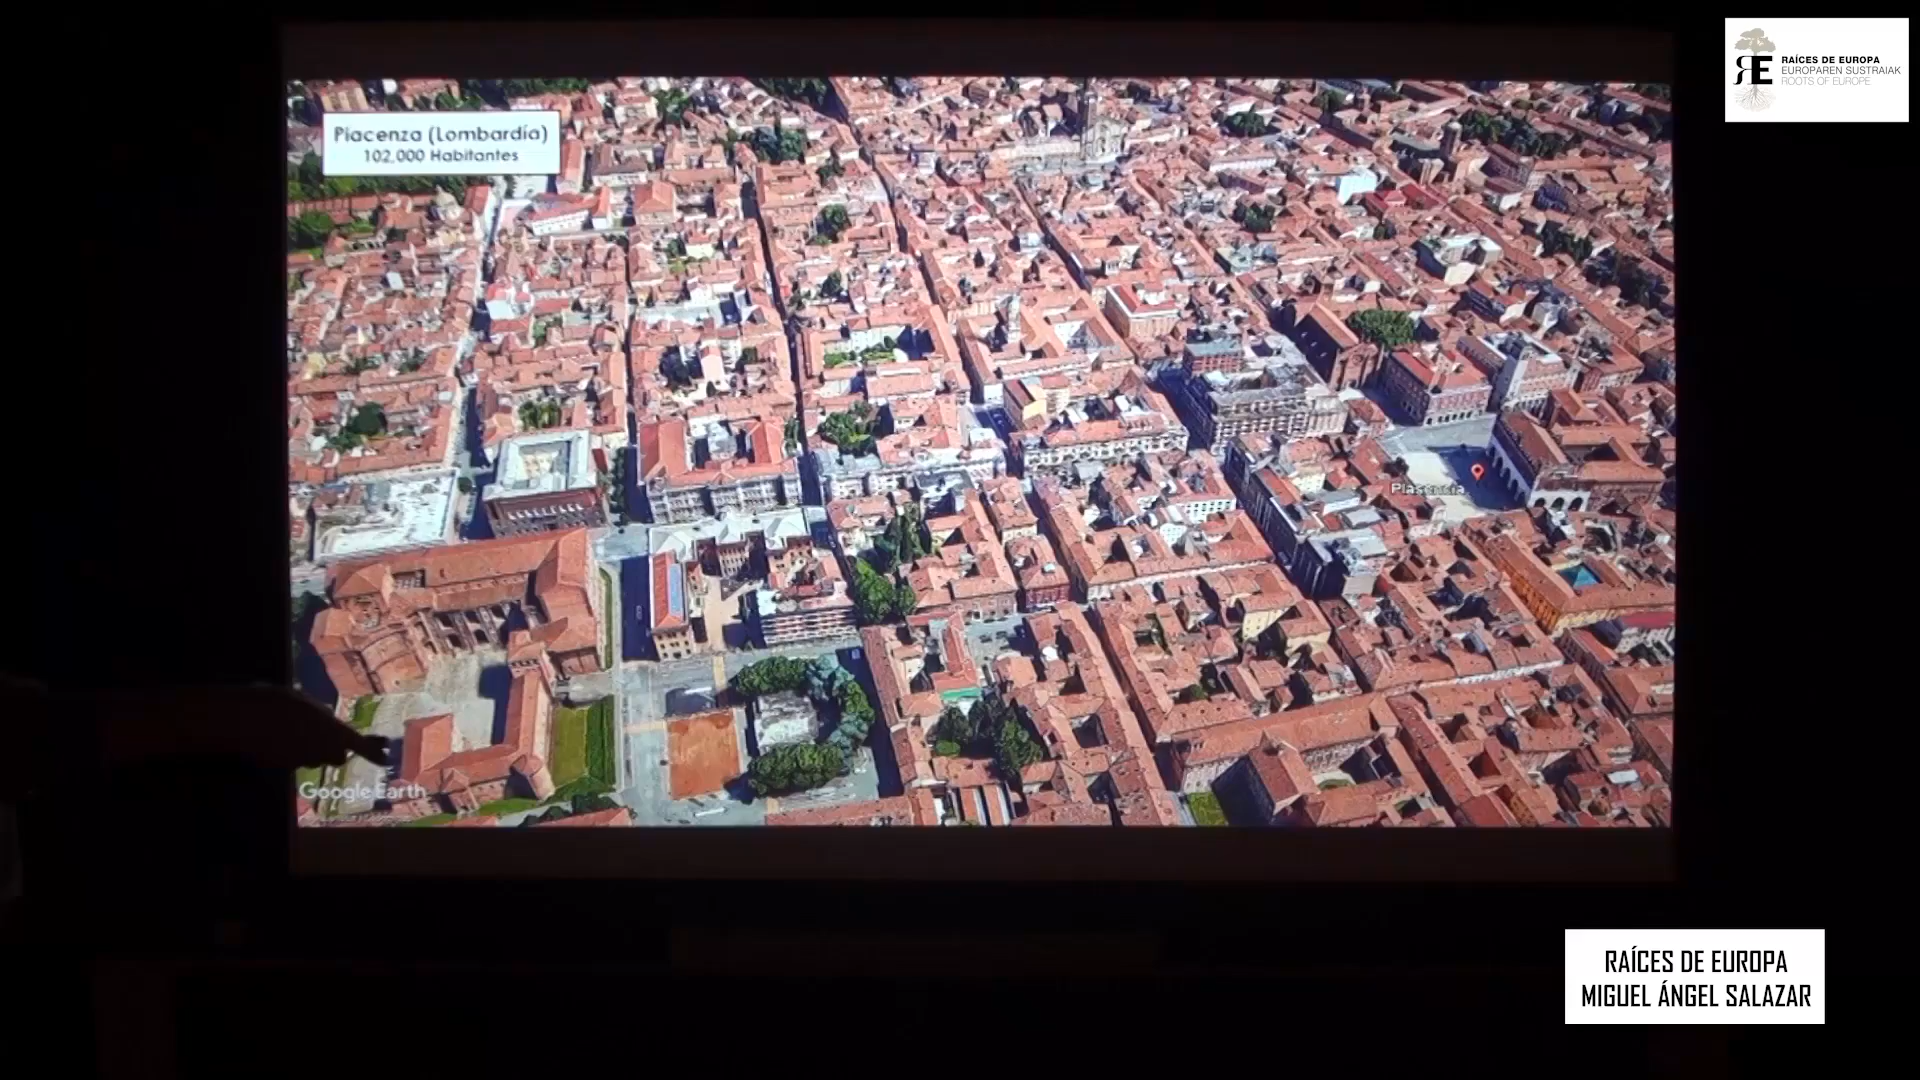 RAÍCES DE EUROPA
EUROPAREN SUSTRAIAK
ROOTS OF EUROPE
Piacenza (Lombardía)
102,000 Habitantes
Plasencia
Google Earth
RAÍCES DE EUROPA
MIGUEL ÁNGEL SALAZAR